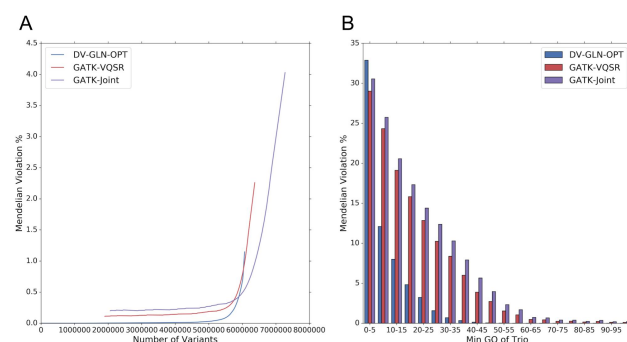 A
DV-GLN-OPT
GATK-VQSR
GATK-Joint
Mendelian Violation %
4.5
4.0
3.5
3.0
2.5
2.0
1.5
1.0
0.5
0.0
0 1000000 2000000 3000000 4000000 5000000 6000000 7000000 8000000
Number of Variants
B
DV-GLN-OPT
GATK-VQSR
GATK-Joint
Mendelian Violation %
35
30
25
20
15
10
5
0
0-5 10-15 20-25 30-35 40-45 50-55 60-65 70-75 80-85 90-95
Min GQ of Trio